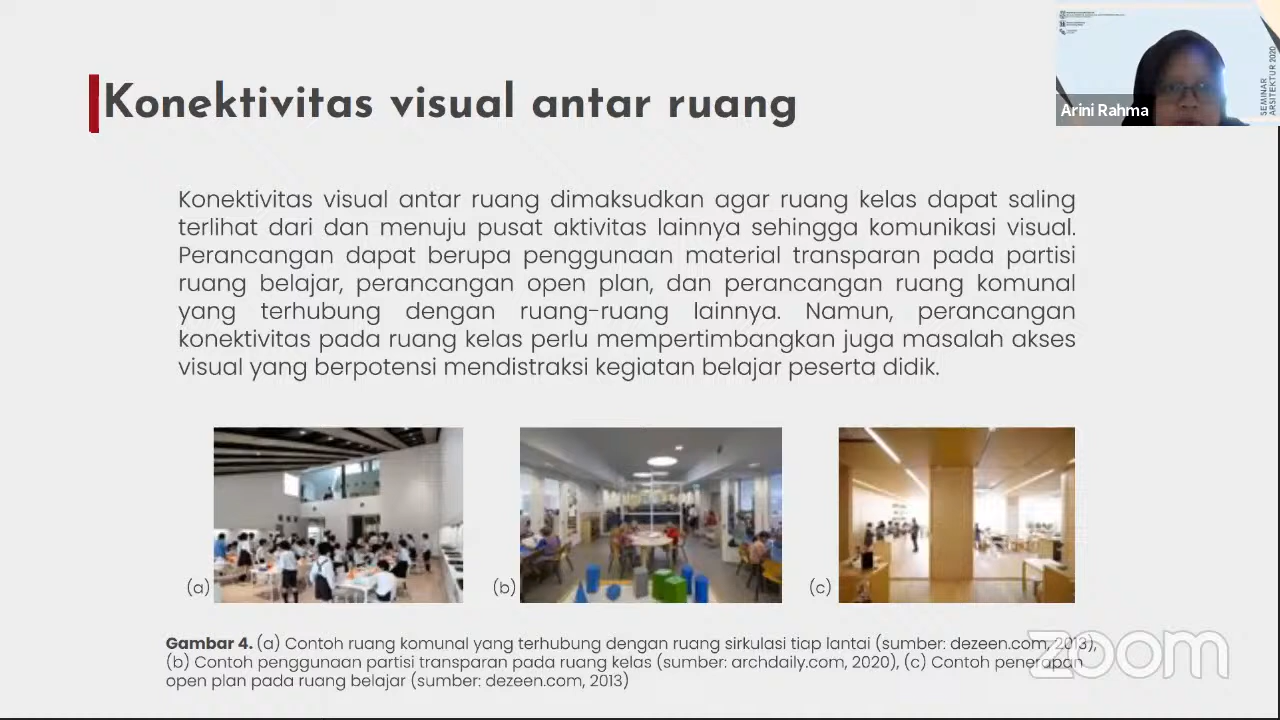 Konektivitas visual antar ruang
Arini Rahma
SEMINAR
ARSITEKTUR 2020
Konektivitas visual antar ruang dimaksudkan agar ruang kelas dapat saling
terlihat dari dan menuju pusat aktivitas lainnya sehingga komunikasi visual.
Perancangan dapat berupa penggunaan material transparan pada partisi
ruang belajar, perancangan open plan, dan perancangan ruang komunal
yang terhubung dengan ruang-ruang lainnya. Namun, perancangan
konektivitas pada ruang kelas perlu mempertimbangkan juga masalah akses
visual yang berpotensi mendistraksi kegiatan belajar peserta didik.
(a)
(b)
(c)
Gambar 4. (a) Contoh ruang komunal yang terhubung dengan ruang sirkulasi tiap lantai (sumber: dezeen.com, 2013),
(b) Contoh penggunaan partisi transparan pada ruang kelas (sumber: archdaily.com, 2020), (c) Contoh penerapan
open plan pada ruang belajar (sumber: dezeen.com, 2013)
zoom